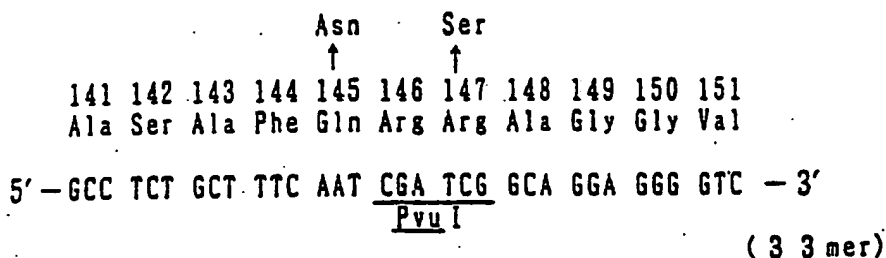 Asn Ser
↑ ↑
141 142 143 144 145 146 147 148 149 150 151
Ala Ser Ala Phe Gln Arg Arg Ala Gly Gly Val
5′ — GCC TCT GCT TTC AAT CGA TCG GCA GGA GGG GTC — 3′
PvuI
(33mer)